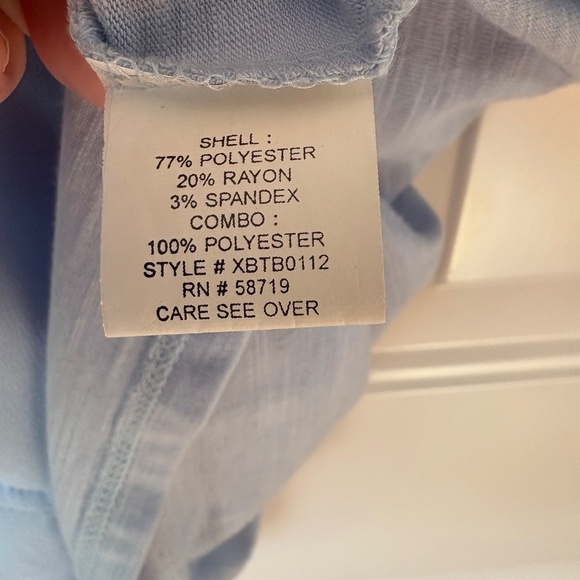 SHELL :
77% POLYESTER
20% RAYON
3% SPANDEX
COMBO :
100% POLYESTER
STYLE # XBTB0112
RN # 58719
CARE SEE OVER